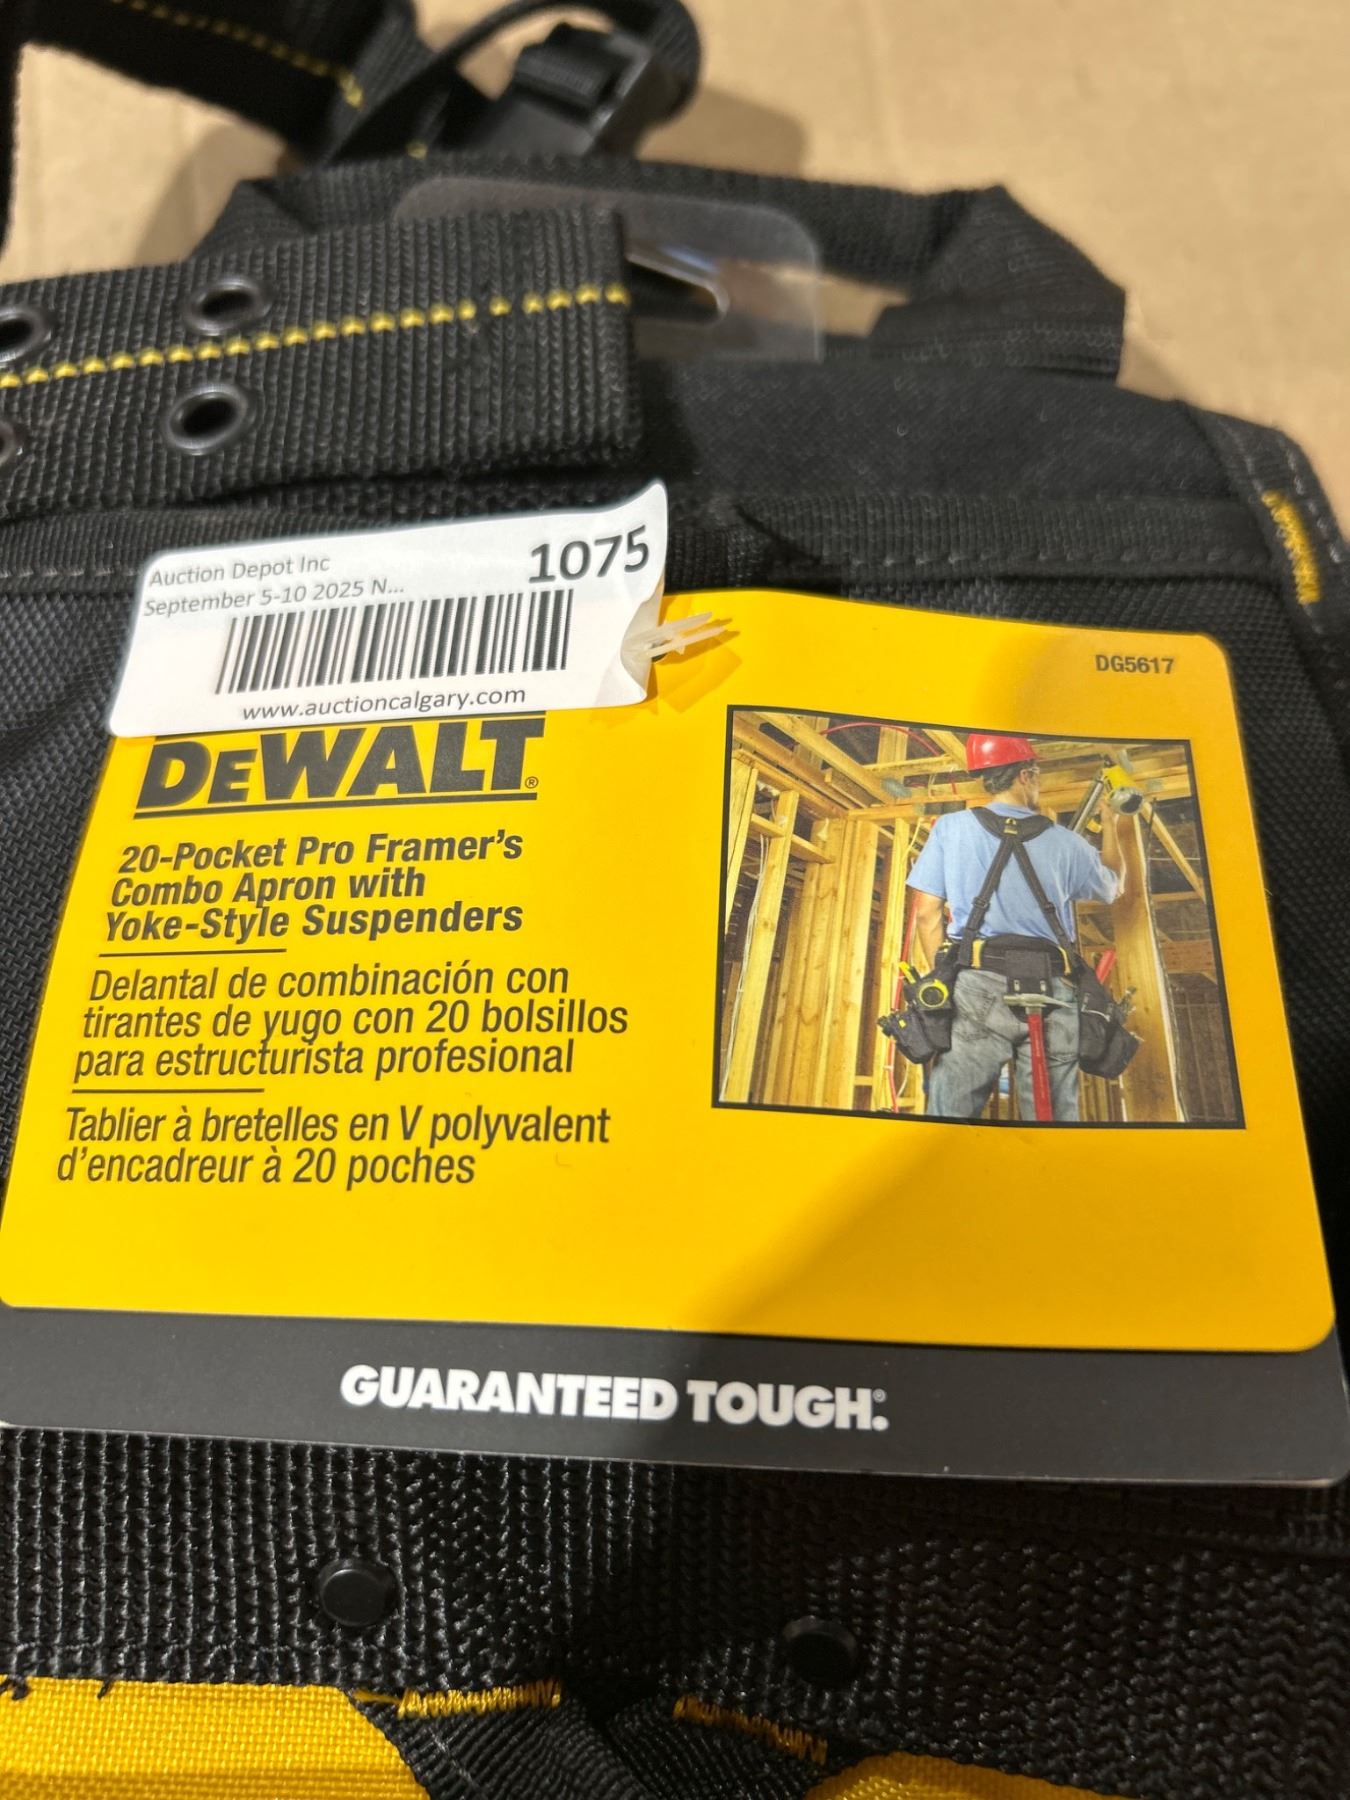 Auction Depot Inc
1075
September 5-10 2025 N...
www.auctioncalgary.com
DG5617
DEWALT®
20-Pocket Pro Framer's
Combo Apron with
Yoke-Style Suspenders
Delantal de combinación con
tirantes de yugo con 20 bolsillos
para estructurista profesional
Tablier à bretelles en V polyvalent
d'encadreur à 20 poches
GUARANTEED TOUGH®.